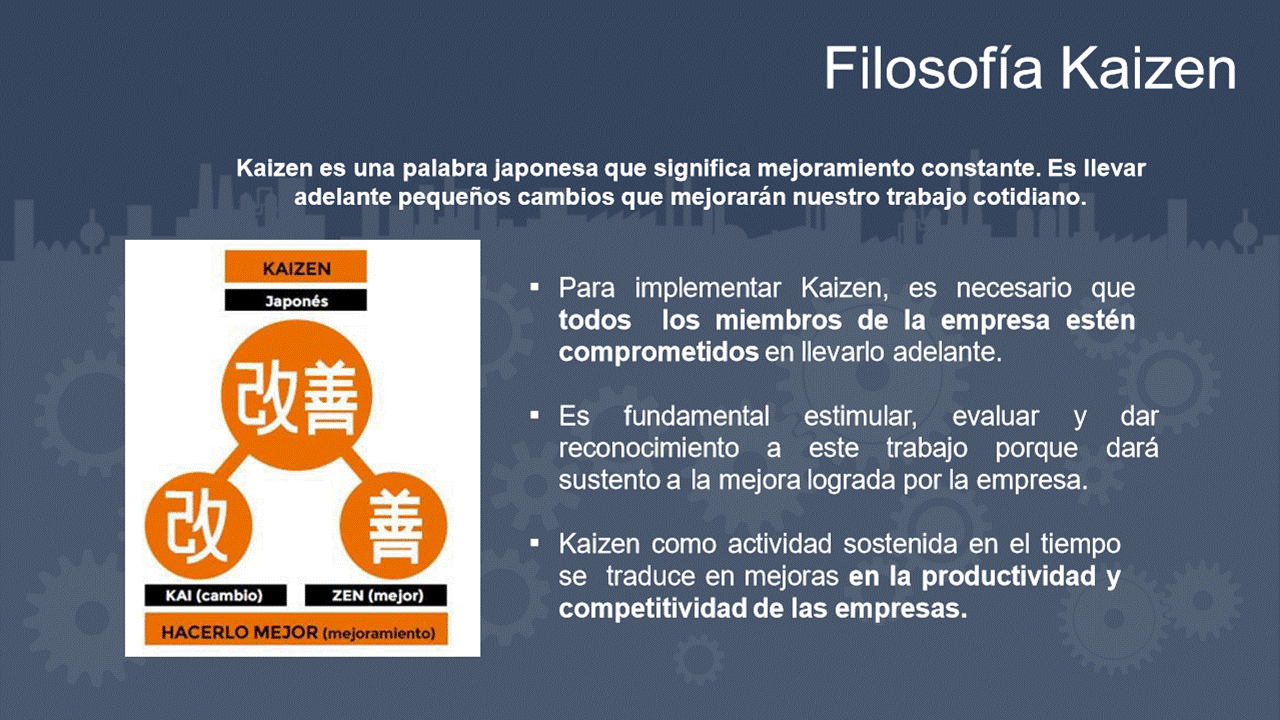 Filosofía Kaizen
Kaizen es una palabra japonesa que significa mejoramiento constante. Es llevar
adelante pequeños cambios que mejorarán nuestro trabajo cotidiano.
KAIZEN
Japonés
改善
改
善
KAI (cambio)
ZEN (mejor)
HACERLO MEJOR (mejoramiento)
▪ Para implementar Kaizen, es necesario que
todos los miembros de la empresa estén
comprometidos en llevarlo adelante.
▪ Es fundamental estimular, evaluar y dar
reconocimiento a este trabajo porque dará
sustento a la mejora lograda por la empresa.
▪ Kaizen como actividad sostenida en el tiempo
se traduce en mejoras en la productividad y
competitividad de las empresas.